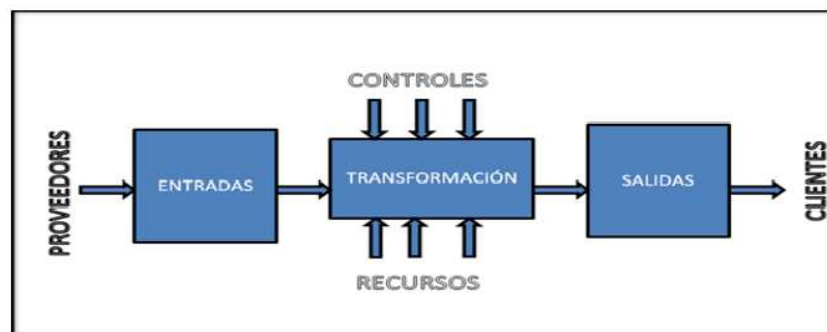 CONTROLES
PROVEEDORES
ENTRADAS
TRANSFORMACIÓN
SALIDAS
CLIENTES
RECURSOS